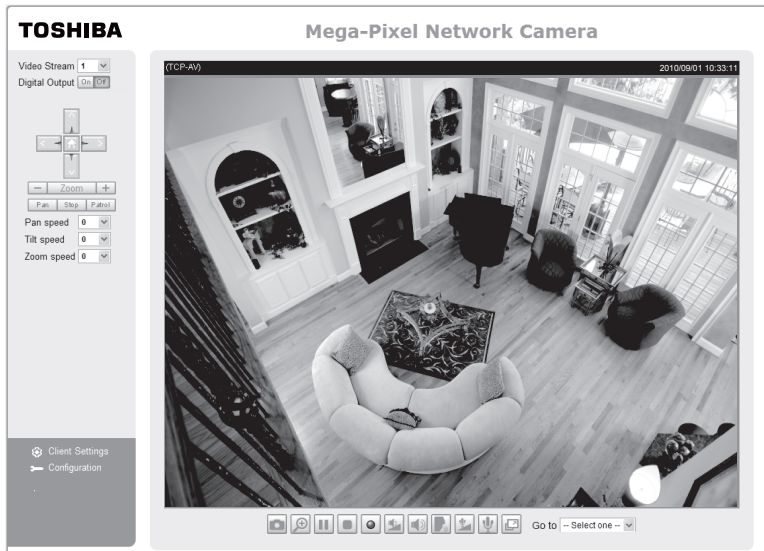 TOSHIBA
Mega-Pixel Network Camera
Video Stream 1
Digital Output On Off
(TCP-AV) 2010/09/01 10:33:11
− Zoom +
Pan Stop Patrol
Pan speed 0
Tilt speed 0
Zoom speed 0
Client Settings
Configuration
Go to -- Select one --